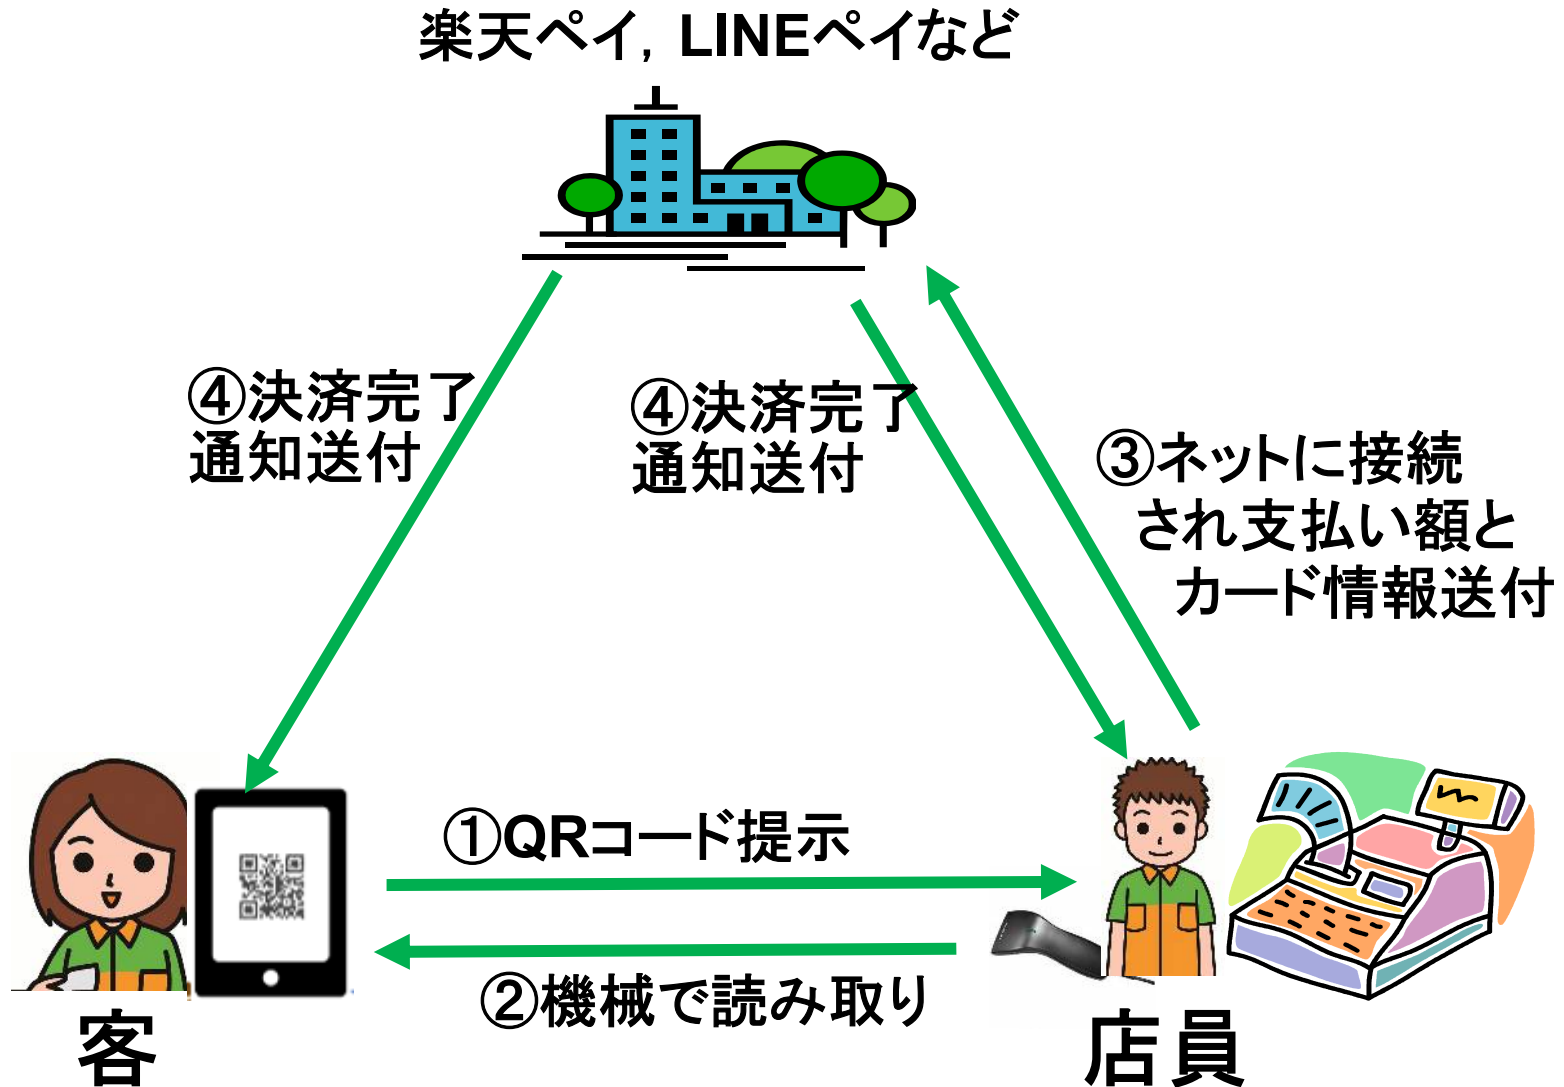 楽天ペイ, LINEペイなど
④決済完了
通知送付
④決済完了
通知送付
③ネットに接続
され支払い額と
カード情報送付
①QRコード提示
②機械で読み取り
客
店員